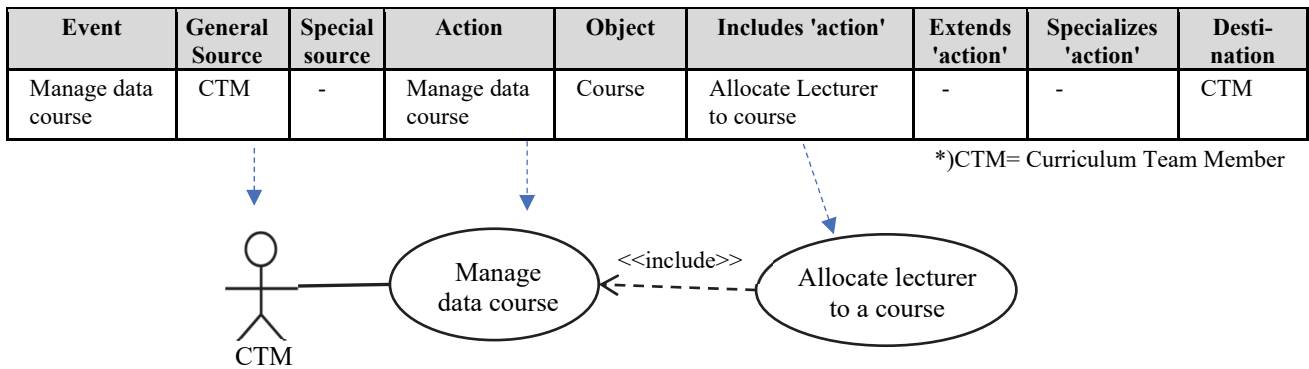 Event General Source Special source Action Object Includes 'action' Extends 'action' Specializes 'action' Desti-nation
Manage data course CTM - Manage data course Course Allocate Lecturer to course - - CTM
*)CTM= Curriculum Team Member
<<include>>
Manage
data course
Allocate lecturer
to a course
CTM